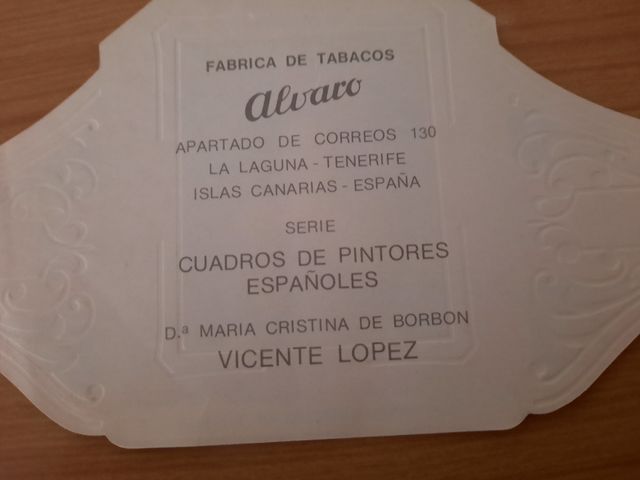 FABRICA DE TABACOS
Alvaro
APARTADO DE CORREOS 130
LA LAGUNA - TENERIFE
ISLAS CANARIAS - ESPAÑA
SERIE
CUADROS DE PINTORES
ESPAÑOLES
D.ª MARIA CRISTINA DE BORBON
VICENTE LOPEZ